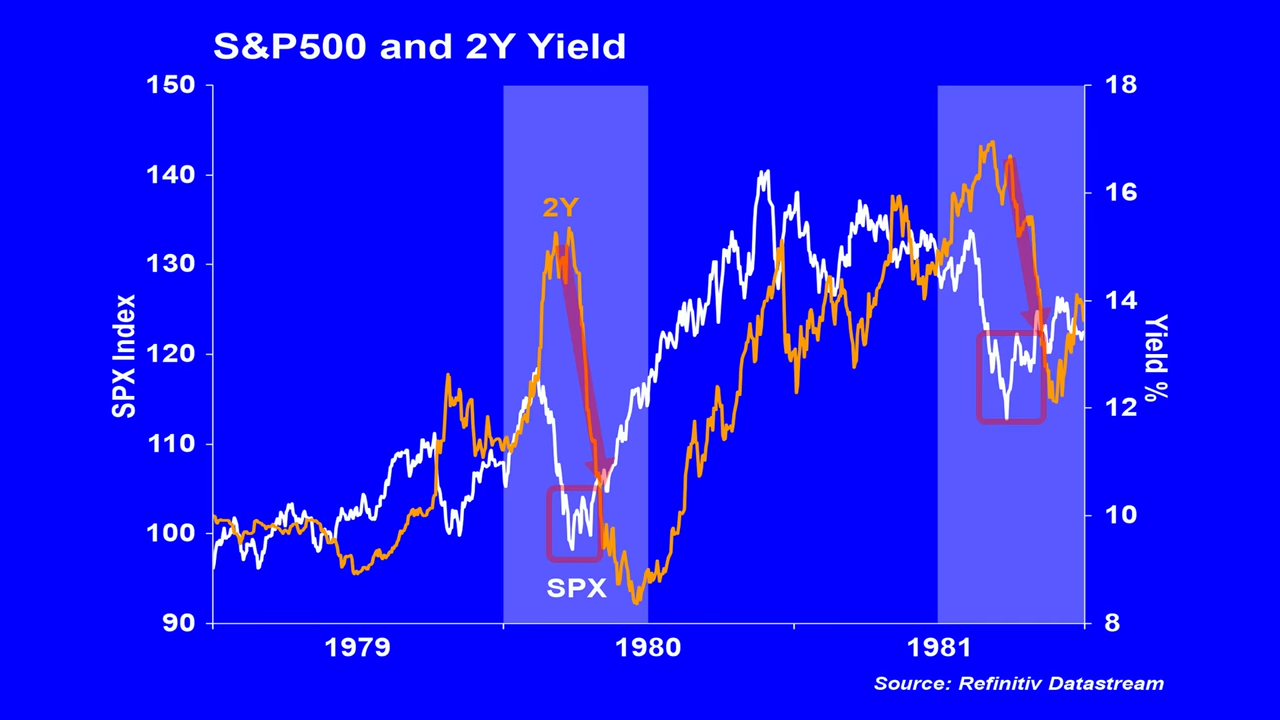 S&P500 and 2Y Yield
150
140
130
120
110
100
90
SPX Index
18
16
14
12
10
8
Yield %
2Y
SPX
1979
1980
1981
Source: Refinitiv Datastream